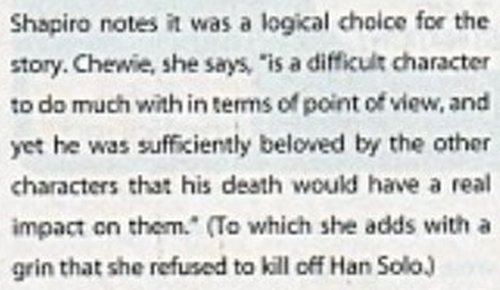 Shapiro notes it was a logical choice for the
story. Chewie, she says, "is a difficult character
to do much with in terms of point of view, and
yet he was sufficiently beloved by the other
characters that his death would have a real
impact on them." (To which she adds with a
grin that she refused to kill off Han Solo.)